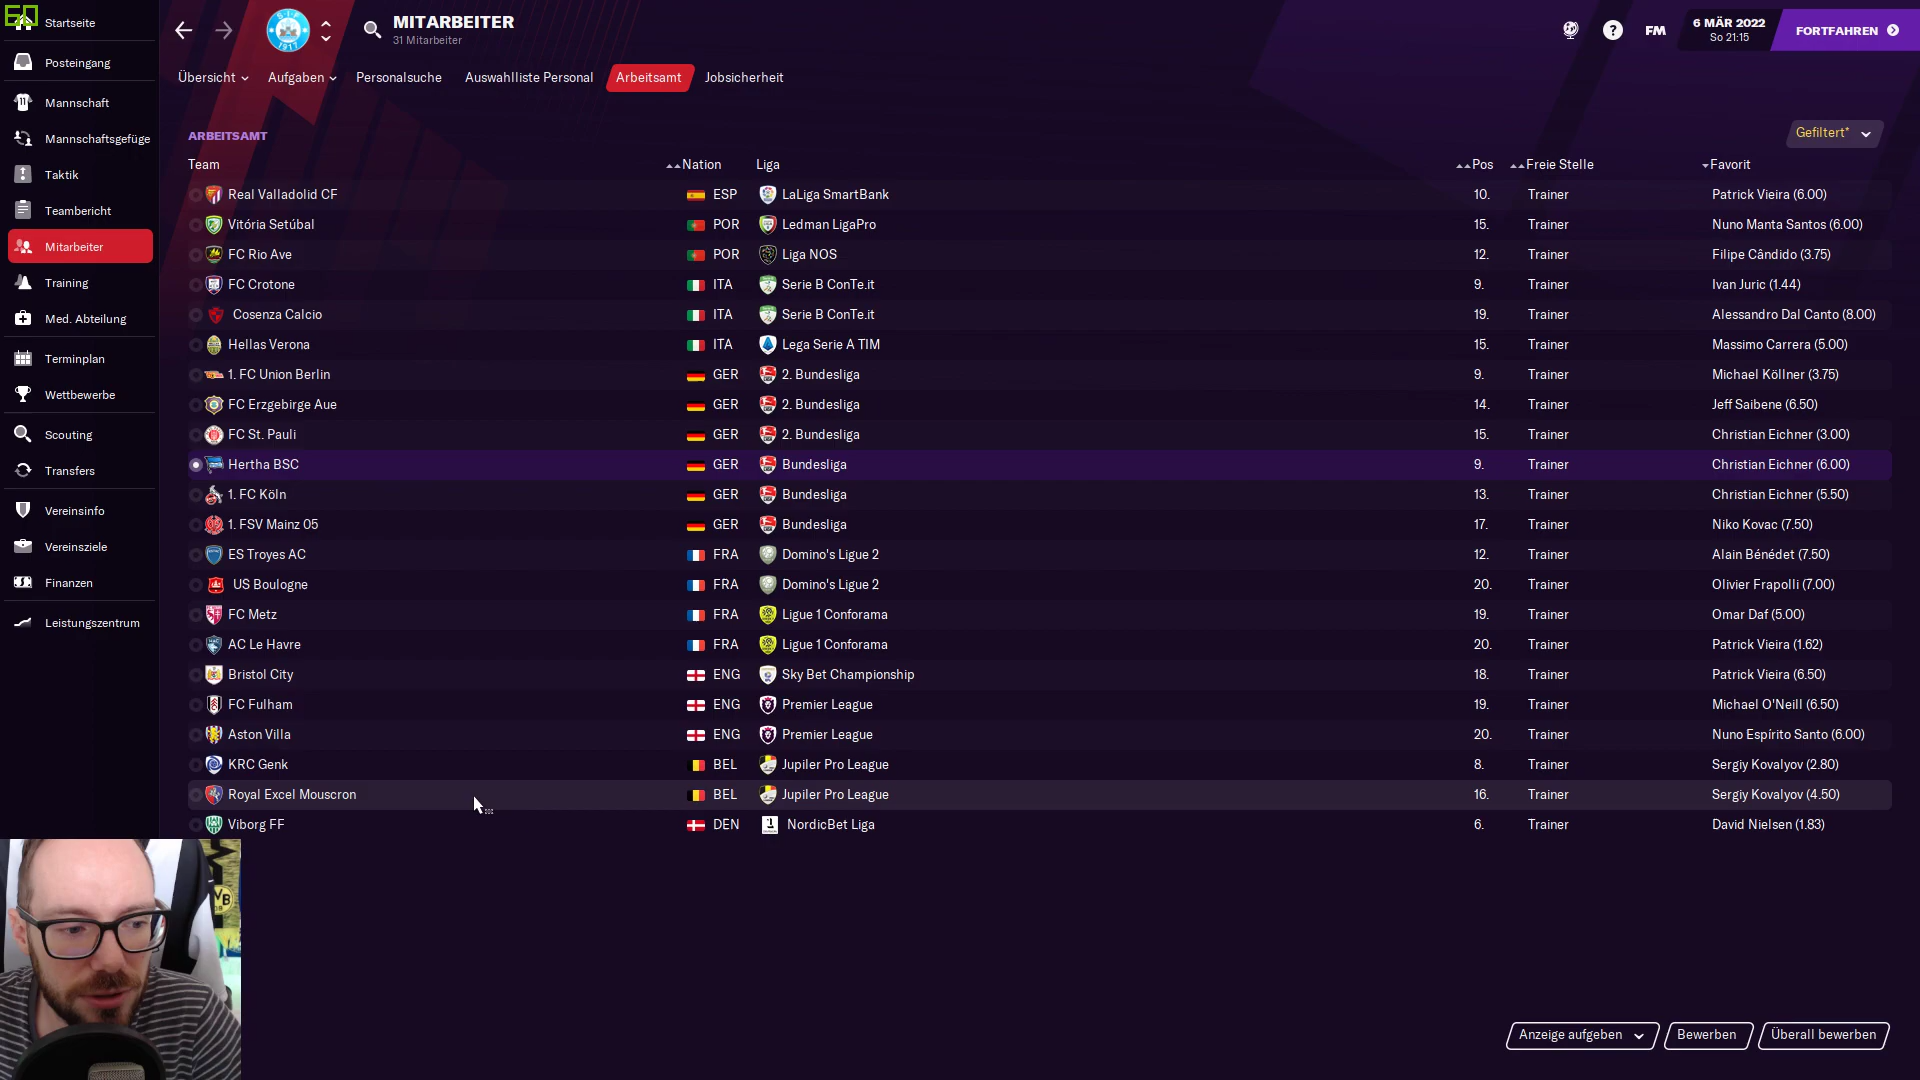 60
Startseite
Posteingang
Mannschaft
Mannschaftsgefüge
Taktik
Teambericht
Mitarbeiter
Training
Med. Abteilung
Terminplan
Wettbewerbe
Scouting
Transfers
Vereinsinfo
Vereinsziele
Finanzen
Leistungszentrum
MITARBEITER
31 Mitarbeiter
FM
6 MÄR 2022
So 21:15
FORTFAHREN
Übersicht Aufgaben Personalsuche Auswahlliste Personal Arbeitsamt Jobsicherheit
ARBEITSAMT
Gefiltert*
Team Nation Liga Pos Freie Stelle Favorit
Real Valladolid CF ESP LaLiga SmartBank 10. Trainer Patrick Vieira (6.00)
Vitória Setúbal POR Ledman LigaPro 15. Trainer Nuno Manta Santos (6.00)
FC Rio Ave POR Liga NOS 12. Trainer Filipe Cândido (3.75)
FC Crotone ITA Serie B ConTe.it 9. Trainer Ivan Juric (1.44)
Cosenza Calcio ITA Serie B ConTe.it 19. Trainer Alessandro Dal Canto (8.00)
Hellas Verona ITA Lega Serie A TIM 15. Trainer Massimo Carrera (5.00)
1. FC Union Berlin GER 2. Bundesliga 9. Trainer Michael Köllner (3.75)
FC Erzgebirge Aue GER 2. Bundesliga 14. Trainer Jeff Saibene (6.50)
FC St. Pauli GER 2. Bundesliga 15. Trainer Christian Eichner (3.00)
Hertha BSC GER Bundesliga 9. Trainer Christian Eichner (6.00)
1. FC Köln GER Bundesliga 13. Trainer Christian Eichner (5.50)
1. FSV Mainz 05 GER Bundesliga 17. Trainer Niko Kovac (7.50)
ES Troyes AC FRA Domino's Ligue 2 12. Trainer Alain Bénédet (7.50)
US Boulogne FRA Domino's Ligue 2 20. Trainer Olivier Frapolli (7.00)
FC Metz FRA Ligue 1 Conforama 19. Trainer Omar Daf (5.00)
AC Le Havre FRA Ligue 1 Conforama 20. Trainer Patrick Vieira (1.62)
Bristol City ENG Sky Bet Championship 18. Trainer Patrick Vieira (6.50)
FC Fulham ENG Premier League 19. Trainer Michael O'Neill (6.50)
Aston Villa ENG Premier League 20. Trainer Nuno Espírito Santo (6.00)
KRC Genk BEL Jupiler Pro League 8. Trainer Sergiy Kovalyov (2.80)
Royal Excel Mouscron BEL Jupiler Pro League 16. Trainer Sergiy Kovalyov (4.50)
Viborg FF DEN NordicBet Liga 6. Trainer David Nielsen (1.83)
Anzeige aufgeben Bewerben Überall bewerben